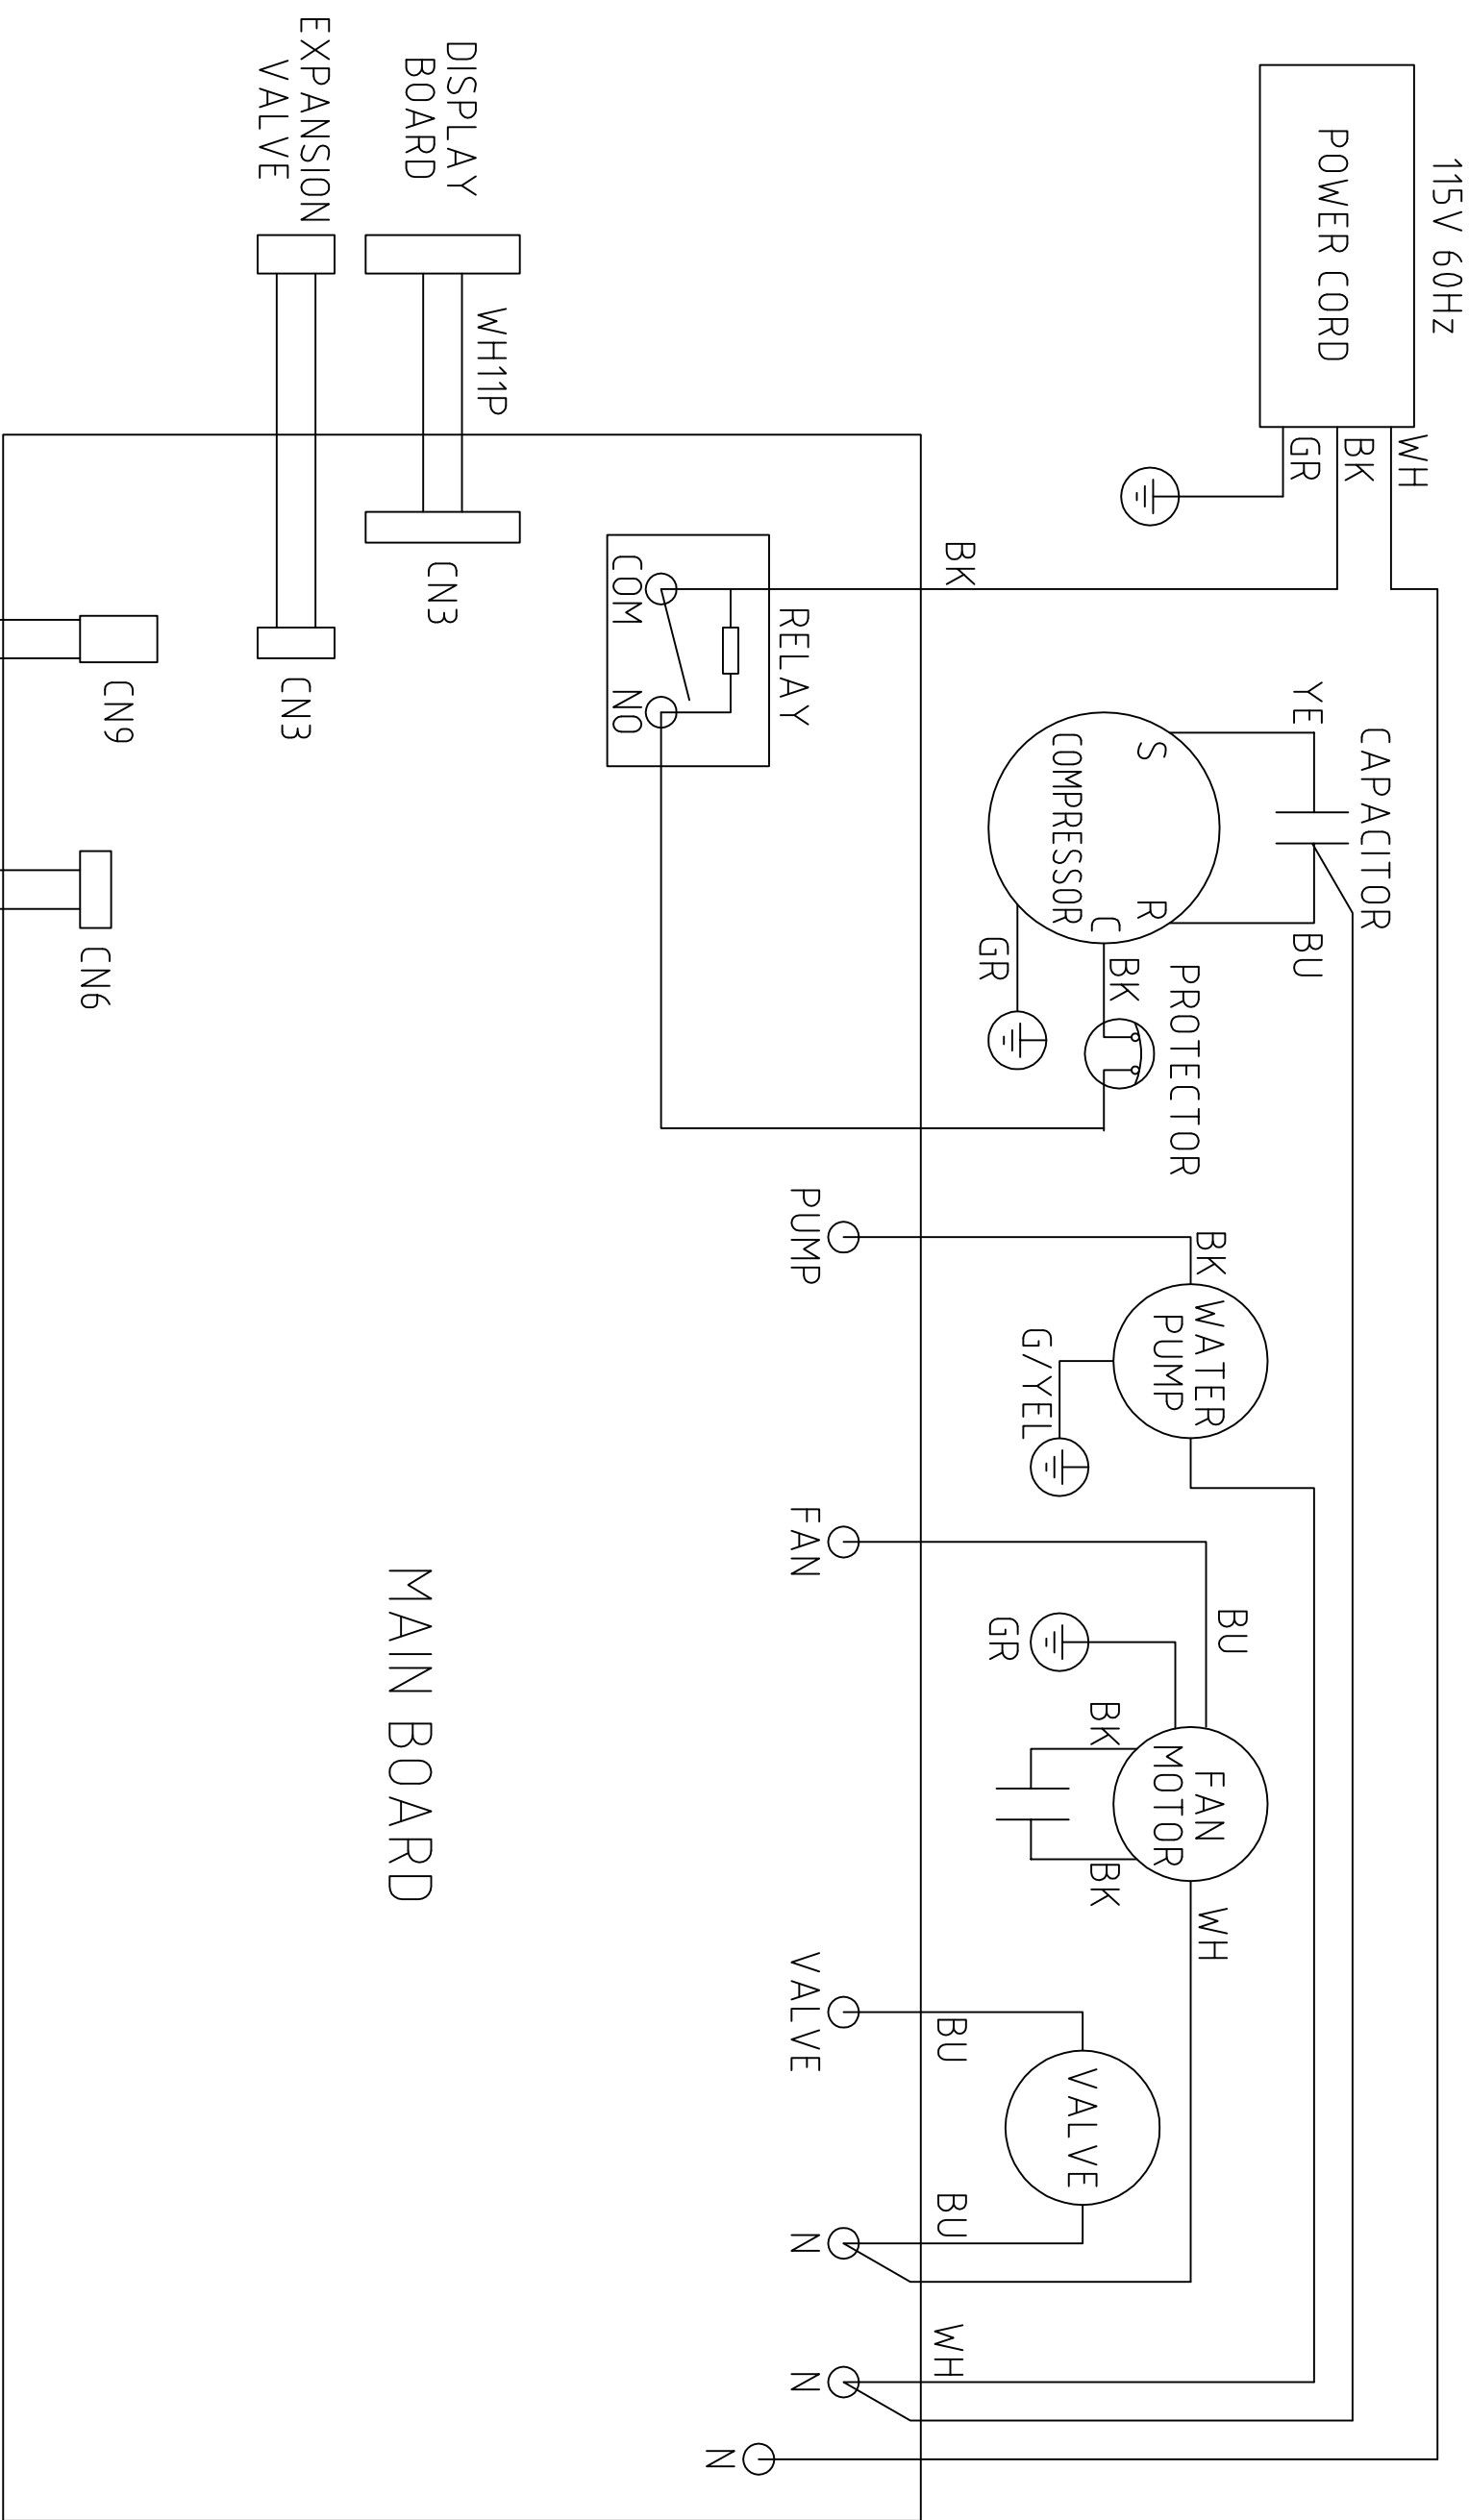 115V 60Hz
POWER CORD
WH
BK
GR
BK
DISPLAY
BOARD
WH11P
CN3
EXPANSION
VALVE
CN3
CN9
CN6
RELAY
COM
NO
CAPACITOR
YE
BU
S
R
C
COMPRESSOR
GR
BK
PROTECTOR
PUMP
BK
WATER
PUMP
G/YEL
FAN
BU
GR
BK
FAN
MOTOR
BK
WH
VALVE
BU
VALVE
BU
N
WH
N
N
MAIN BOARD